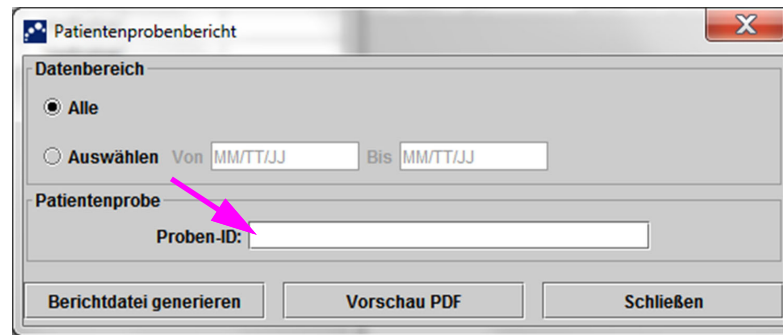 Patientenprobenbericht
Datenbereich
Alle
Auswählen Von MM/TT/JJ Bis MM/TT/JJ
Patientenprobe
Proben-ID:
Berichtdatei generieren Vorschau PDF Schließen